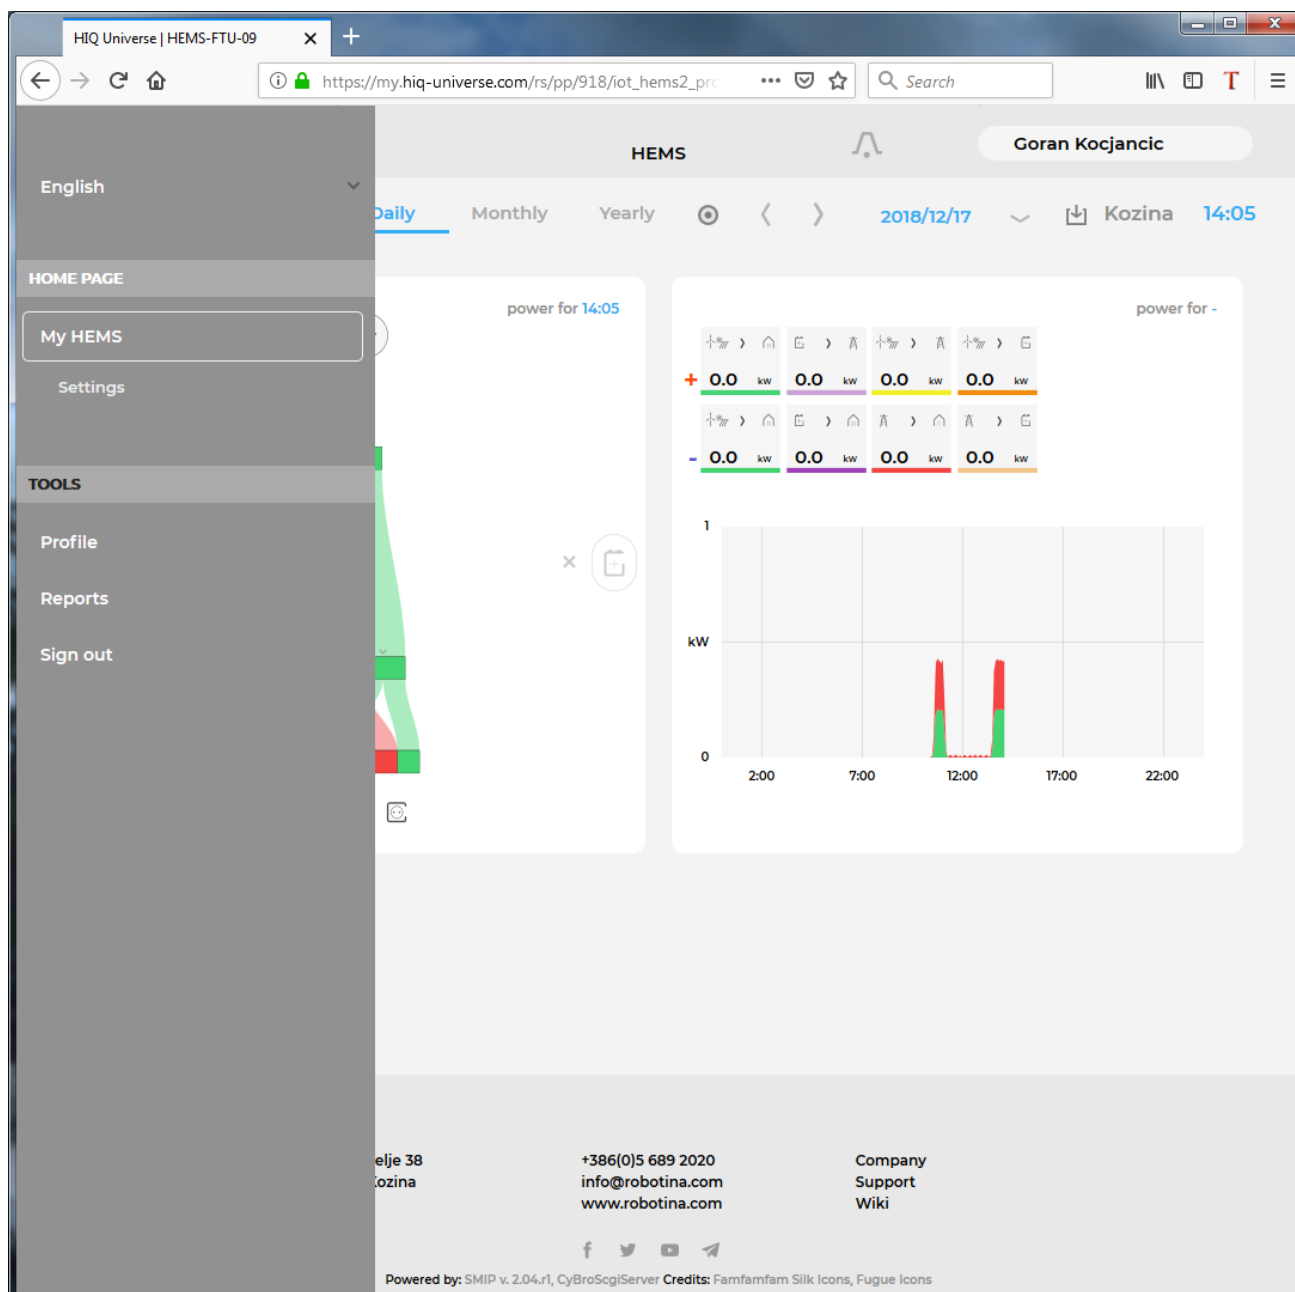 HIQ Universe | HEMS-FTU-09
https://my.hiq-universe.com/rs/pp/918/iot_hems2_prc
Search
HEMS
Goran Kocjancic
English
Daily Monthly Yearly 2018/12/17 Kozina 14:05
HOME PAGE
My HEMS
Settings
TOOLS
Profile
Reports
Sign out
power for 14:05
power for -
+ 0.0 kw 0.0 kw 0.0 kw 0.0 kw
- 0.0 kw 0.0 kw 0.0 kw 0.0 kw
1
kW
0
2:00 7:00 12:00 17:00 22:00
elje 38
ozina
+386(0)5 689 2020
info@robotina.com
www.robotina.com
Company
Support
Wiki
Powered by: SMIP v. 2.04.r1, CyBroScgiServer Credits: Famfamfam Silk Icons, Fugue Icons